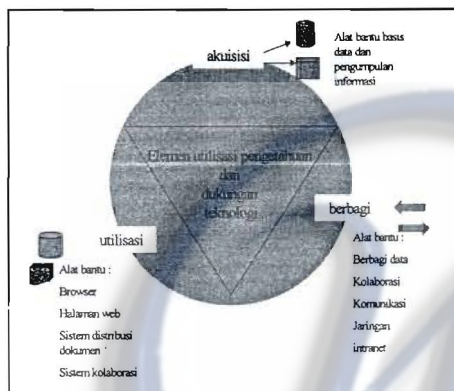 akuisisi
Alat bantu basis
data dan
pengumpulan
informasi
Elemen utilisasi pengetahuan
dan
dukungan
teknologi
berbagi
Alat bantu :
Berbagi data
Kolaborasi
Komunikasi
Jaringan
intranet
utilisasi
Alat bantu :
Browser
Halaman web
Sistem distribusi
dokumen
Sistem kolaborasi